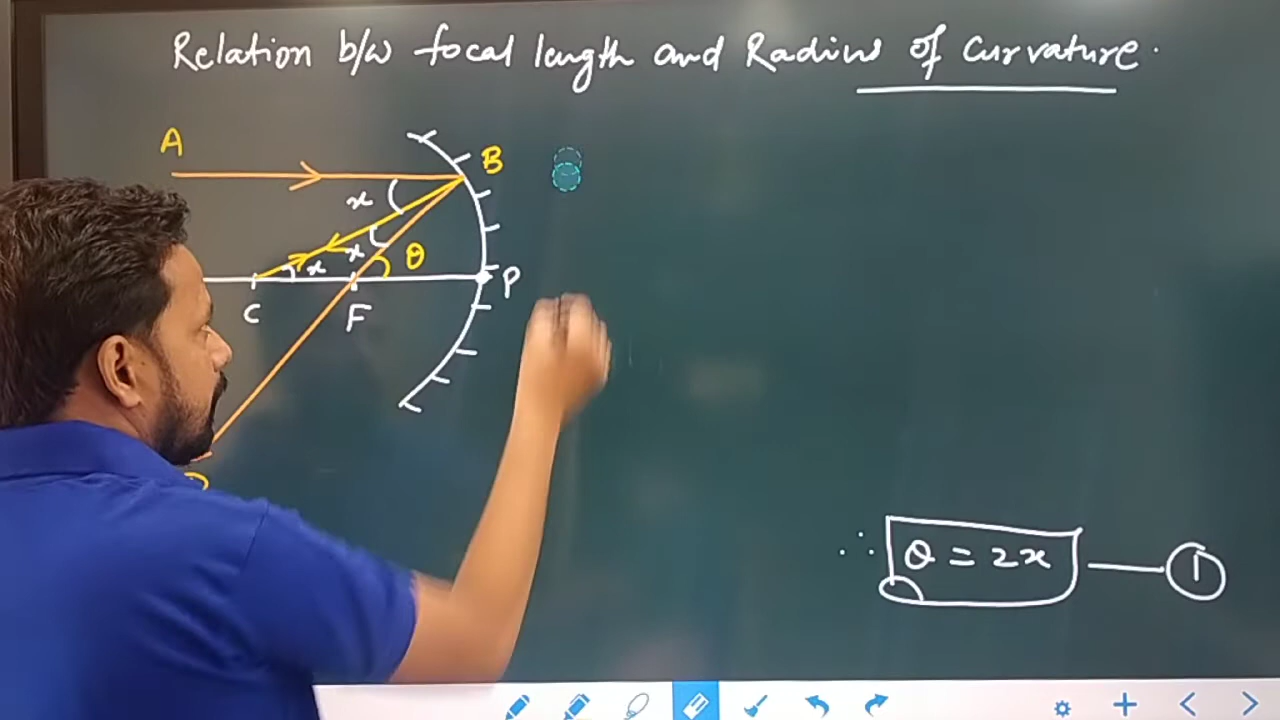 Relation b/w focal length and Radius of Curvature.
A
B
x
x
x
θ
C
F
P
D
∴ θ = 2x — ①